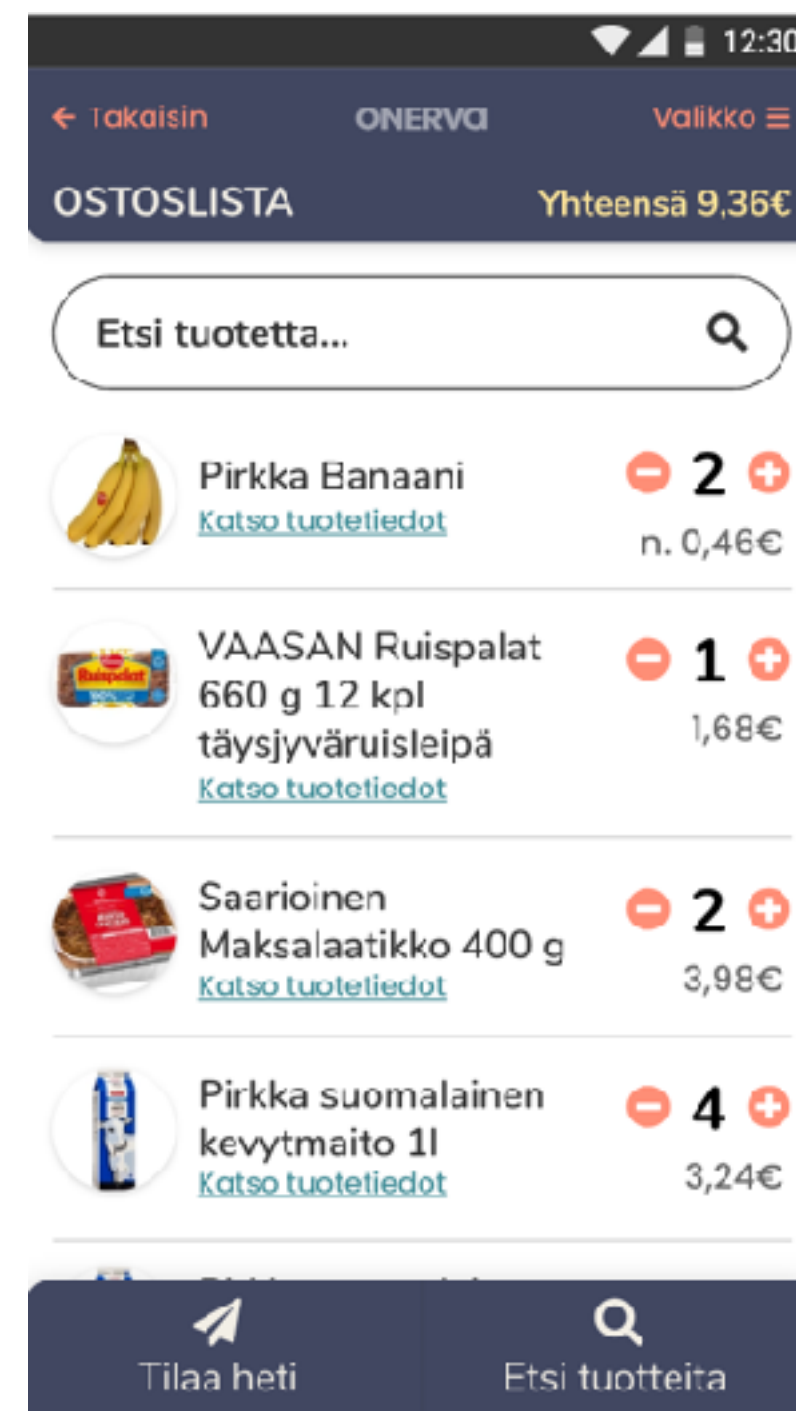 12:30
← Takaisin ONERVA Valikko ≡
OSTOSLISTA Yhteensä 9,36€
Etsi tuotetta...
Pirkka Banaani 2
Katso tuotetiedot n. 0,46€
VAASAN Ruispalat 1
660 g 12 kpl
täysjyväruisleipä 1,68€
Katso tuotetiedot
Ruispalat
Saarioinen 2
Maksalaatikko 400 g
Katso tuotetiedot 3,98€
Pirkka suomalainen 4
kevytmaito 1l
Katso tuotetiedot 3,24€
Tilaa heti Etsi tuotteita